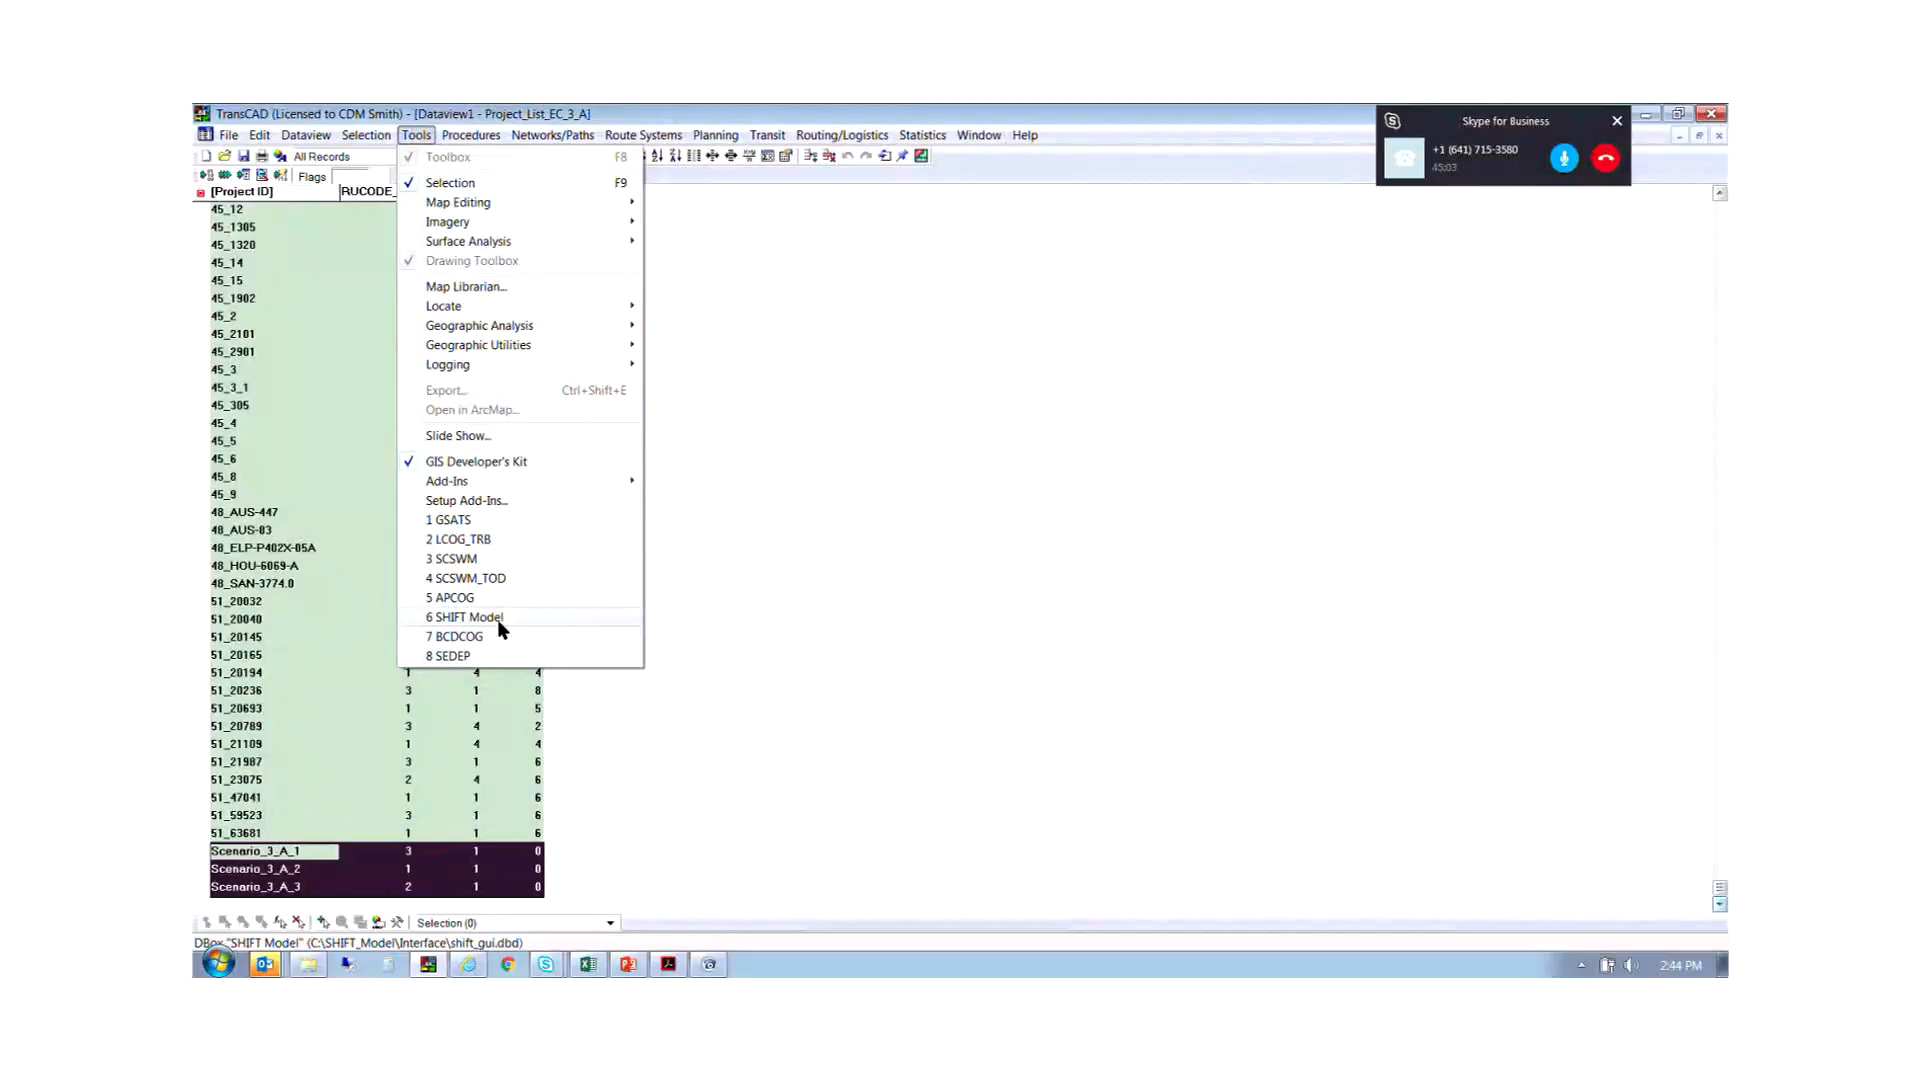 TransCAD (Licensed to CDM Smith) - [Dataview1 - Project_List_EC_3_A]
File Edit Dataview Selection Tools Procedures Networks/Paths Route Systems Planning Transit Routing/Logistics Statistics Window Help
All Records
Flags
[Project ID] RUCODE_
45_12
45_1305
45_1320
45_14
45_15
45_1902
45_2
45_2101
45_2901
45_3
45_3_1
45_305
45_4
45_5
45_6
45_8
45_9
48_AUS-447
48_AUS-83
48_ELP-P402X-05A
48_HOU-6069-A
48_SAN-3774.0
51_20032
51_20040
51_20145
51_20165
51_20194 1 4 4
51_20236 3 1 8
51_20693 1 1 5
51_20789 3 4 2
51_21109 1 4 4
51_21987 3 1 6
51_23075 2 4 6
51_47041 1 1 6
51_59523 3 1 6
51_63681 1 1 6
Scenario_3_A_1 3 1 0
Scenario_3_A_2 1 1 0
Scenario_3_A_3 2 1 0
Toolbox F8
Selection F9
Map Editing
Imagery
Surface Analysis
Drawing Toolbox
Map Librarian...
Locate
Geographic Analysis
Geographic Utilities
Logging
Export... Ctrl+Shift+E
Open in ArcMap...
Slide Show...
GIS Developer's Kit
Add-Ins
Setup Add-Ins...
1 GSATS
2 LCOG_TRB
3 SCSWM
4 SCSWM_TOD
5 APCOG
6 SHIFT Model
7 BCDCOG
8 SEDEP
Skype for Business
+1 (641) 715-3580
45:03
Selection (0)
DBox "SHIFT Model" (C:\SHIFT_Model\Interface\shift_gui.dbd)
2:44 PM